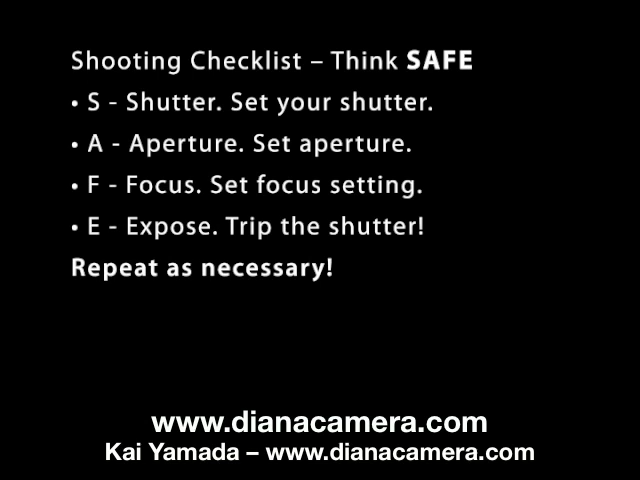 Shooting Checklist – Think SAFE
• S - Shutter. Set your shutter.
• A - Aperture. Set aperture.
• F - Focus. Set focus setting.
• E - Expose. Trip the shutter!
Repeat as necessary!
www.dianacamera.com
Kai Yamada – www.dianacamera.com